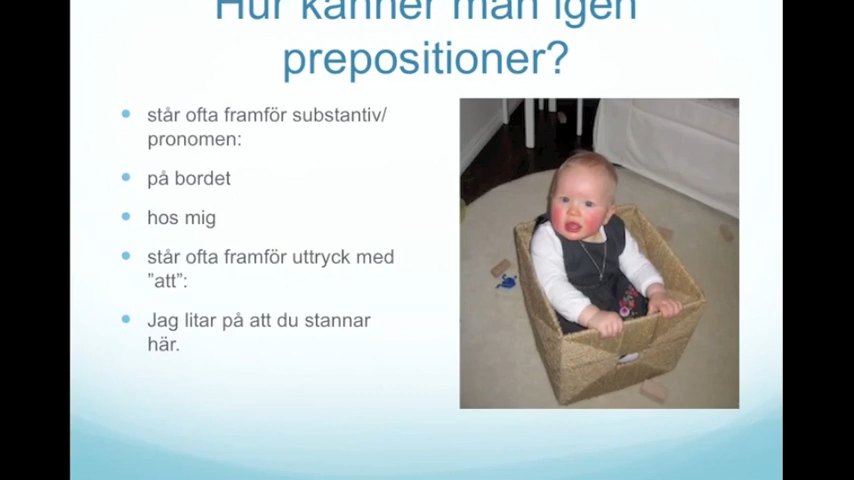 Hur känner man igen
prepositioner?
står ofta framför substantiv/
pronomen:
på bordet
hos mig
står ofta framför uttryck med
”att”:
Jag litar på att du stannar
här.